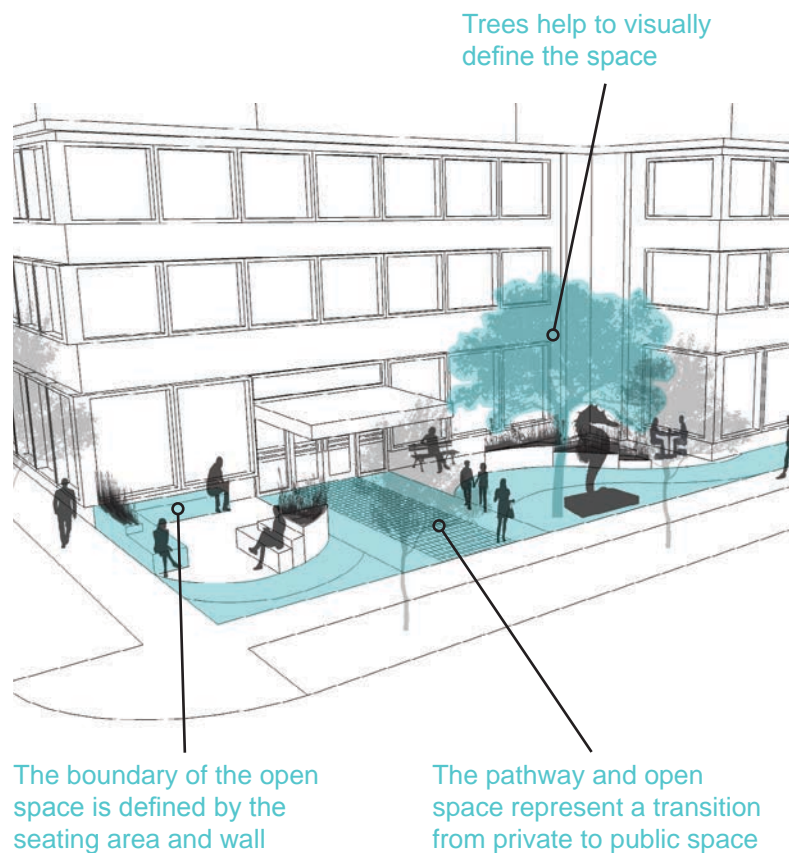 Trees help to visually
define the space
The boundary of the open
space is defined by the
seating area and wall
The pathway and open
space represent a transition
from private to public space